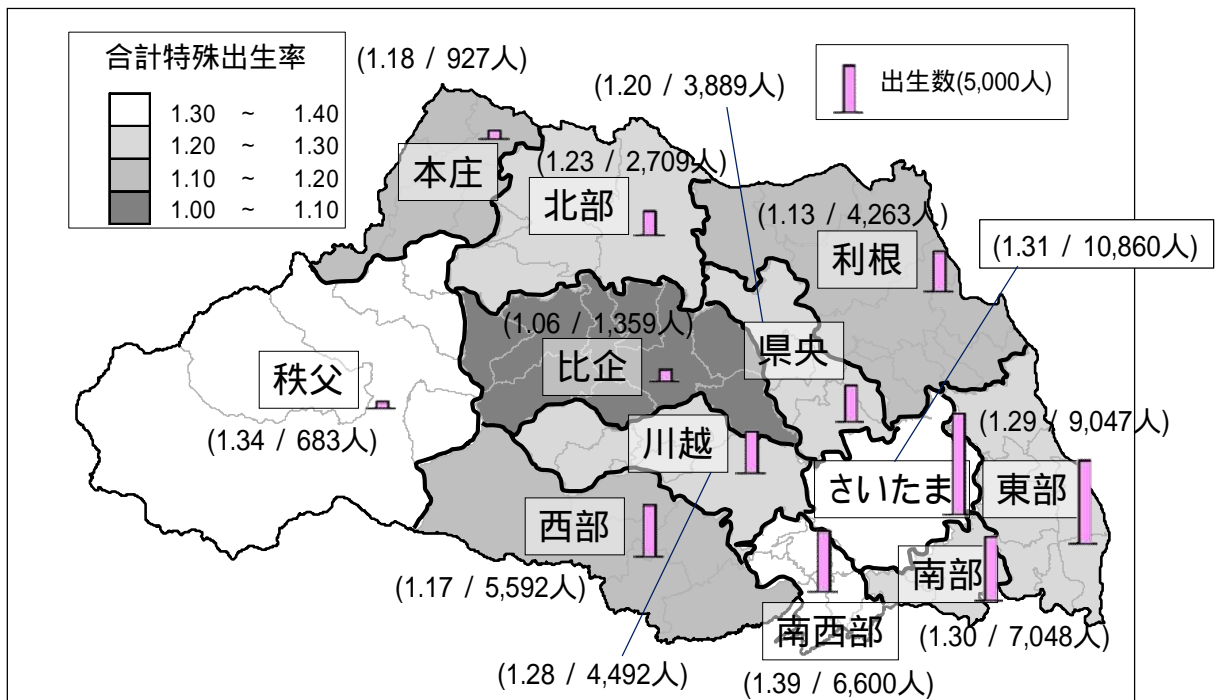 合計特殊出生率
1.30 ~ 1.40
1.20 ~ 1.30
1.10 ~ 1.20
1.00 ~ 1.10
(1.18 / 927人)
(1.20 / 3,889人)
出生数(5,000人)
本庄
(1.23 / 2,709人)
北部
(1.13 / 4,263人)
利根
(1.31 / 10,860人)
(1.06 / 1,359人)
比企
県央
秩父
(1.34 / 683人)
川越
さいたま
(1.29 / 9,047人)
東部
西部
(1.17 / 5,592人)
南部
南西部
(1.30 / 7,048人)
(1.28 / 4,492人)
(1.39 / 6,600人)